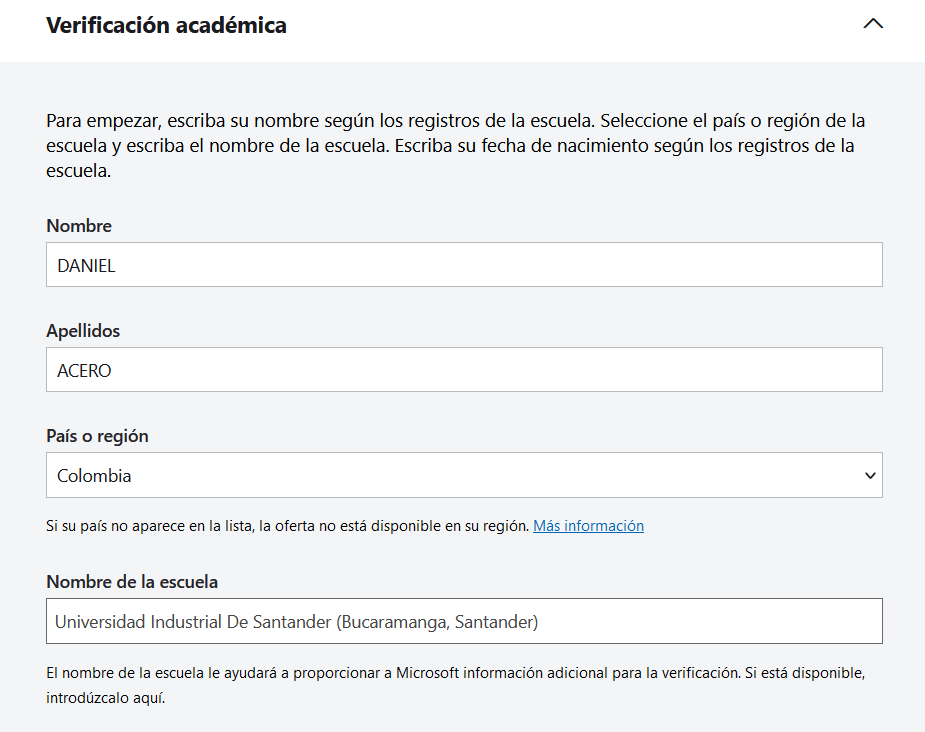 Verificación académica
Para empezar, escriba su nombre según los registros de la escuela. Seleccione el país o región de la
escuela y escriba el nombre de la escuela. Escriba su fecha de nacimiento según los registros de la
escuela.
Nombre
DANIEL
Apellidos
ACERO
País o región
Colombia
Si su país no aparece en la lista, la oferta no está disponible en su región. Más información
Nombre de la escuela
Universidad Industrial De Santander (Bucaramanga, Santander)
El nombre de la escuela le ayudará a proporcionar a Microsoft información adicional para la verificación. Si está disponible,
introdúzcalo aquí.